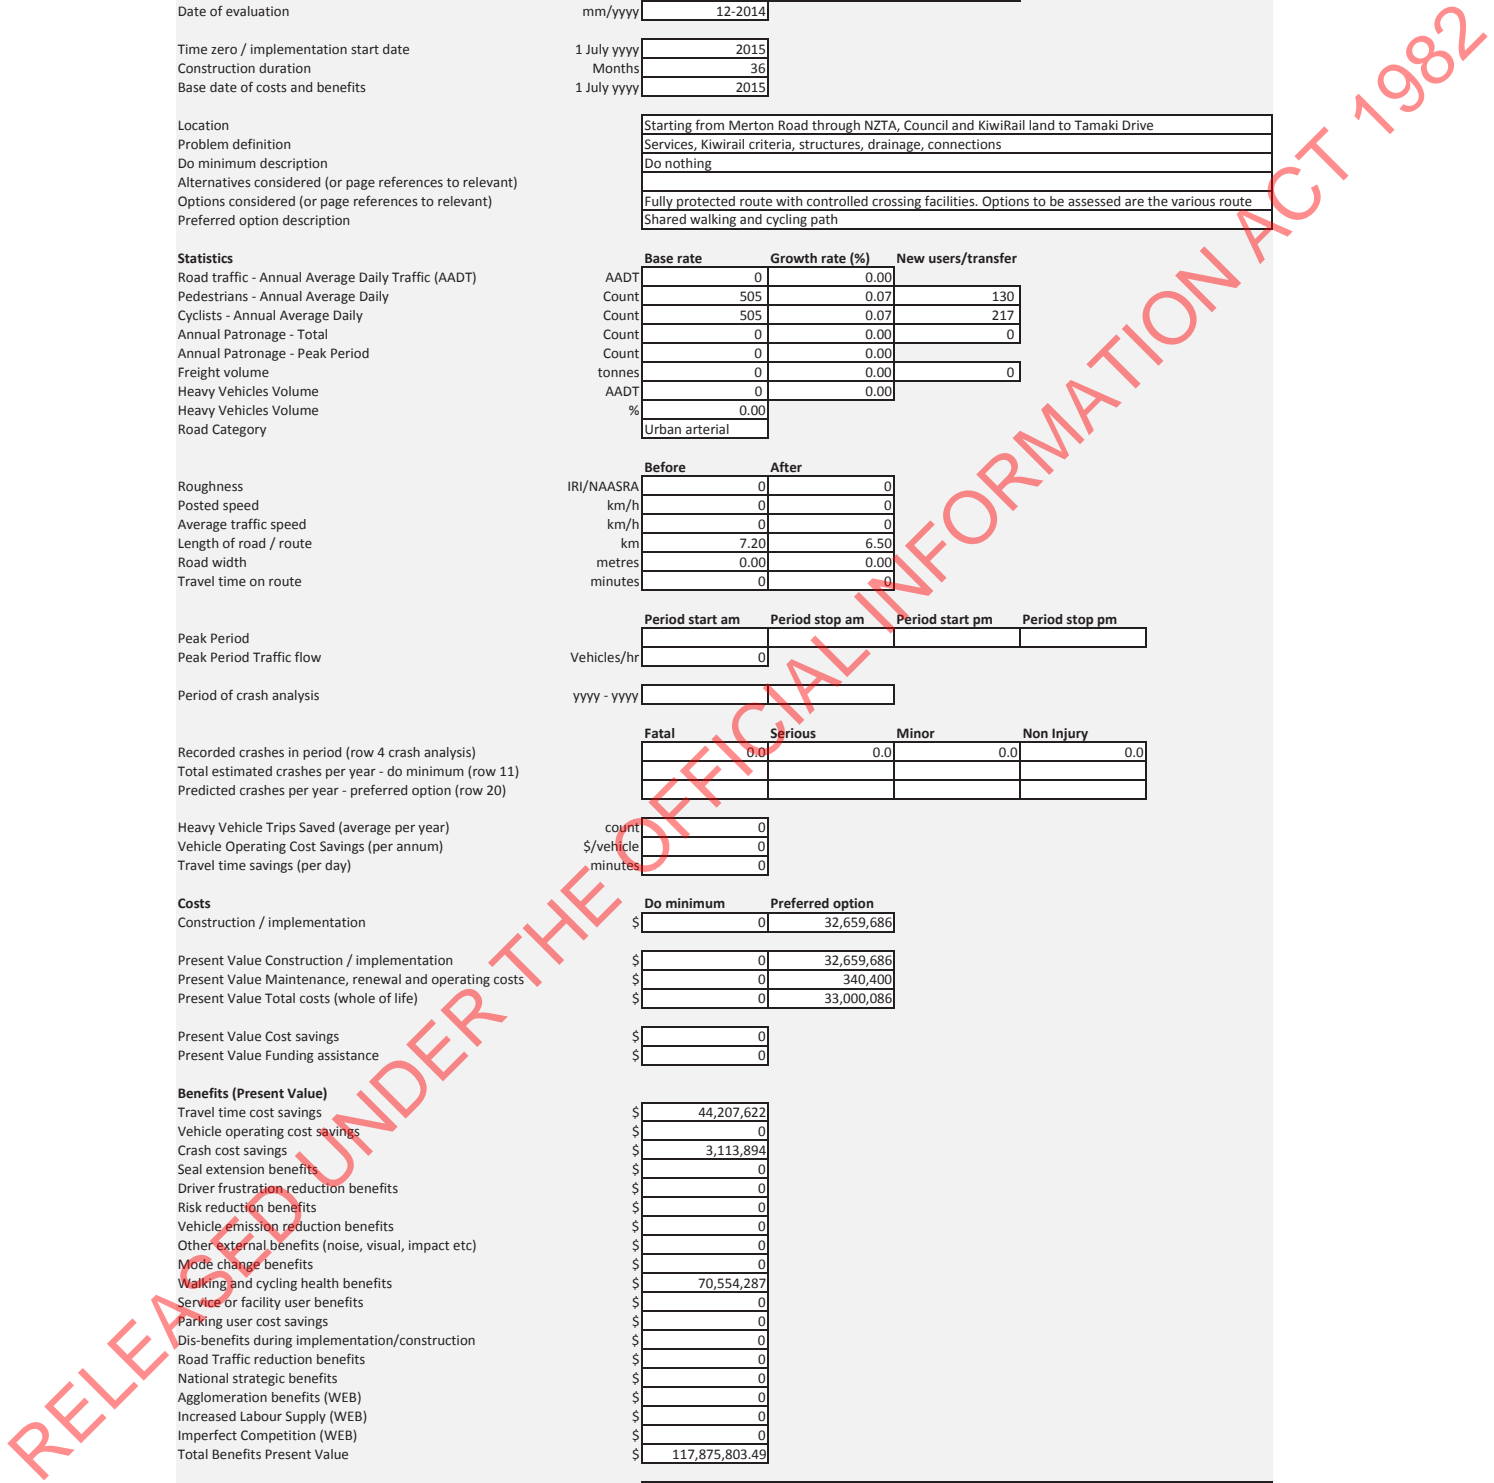 Date of evaluation mm/yyyy 12-2014
Time zero / implementation start date 1 July yyyy 2015
Construction duration Months 36
Base date of costs and benefits 1 July yyyy 2015
Location Starting from Merton Road through NZTA, Council and KiwiRail land to Tamaki Drive
Problem definition Services, Kiwirail criteria, structures, drainage, connections
Do minimum description Do nothing
Alternatives considered (or page references to relevant)
Options considered (or page references to relevant) Fully protected route with controlled crossing facilities. Options to be assessed are the various route
Preferred option description Shared walking and cycling path
Statistics Base rate Growth rate (%) New users/transfer
Road traffic - Annual Average Daily Traffic (AADT) AADT 0 0.00
Pedestrians - Annual Average Daily Count 505 0.07 130
Cyclists - Annual Average Daily Count 505 0.07 217
Annual Patronage - Total Count 0 0.00 0
Annual Patronage - Peak Period Count 0 0.00
Freight volume tonnes 0 0.00 0
Heavy Vehicles Volume AADT 0 0.00
Heavy Vehicles Volume % 0.00
Road Category Urban arterial
Before After
Roughness IRI/NAASRA 0 0
Posted speed km/h 0 0
Average traffic speed km/h 0 0
Length of road / route km 7.20 6.50
Road width metres 0.00 0.00
Travel time on route minutes 0 0
Period start am Period stop am Period start pm Period stop pm
Peak Period
Peak Period Traffic flow Vehicles/hr 0
Period of crash analysis yyyy - yyyy
Fatal Serious Minor Non Injury
Recorded crashes in period (row 4 crash analysis) 0.0 0.0 0.0 0.0
Total estimated crashes per year - do minimum (row 11)
Predicted crashes per year - preferred option (row 20)
Heavy Vehicle Trips Saved (average per year) count 0
Vehicle Operating Cost Savings (per annum) $/vehicle 0
Travel time savings (per day) minutes 0
Costs Do minimum Preferred option
Construction / implementation $ 0 32,659,686
Present Value Construction / implementation $ 0 32,659,686
Present Value Maintenance, renewal and operating costs $ 0 340,400
Present Value Total costs (whole of life) $ 0 33,000,086
Present Value Cost savings $ 0
Present Value Funding assistance $ 0
Benefits (Present Value)
Travel time cost savings $ 44,207,622
Vehicle operating cost savings $ 0
Crash cost savings $ 3,113,894
Seal extension benefits $ 0
Driver frustration reduction benefits $ 0
Risk reduction benefits $ 0
Vehicle emission reduction benefits $ 0
Other external benefits (noise, visual, impact etc) $ 0
Mode change benefits $ 0
Walking and cycling health benefits $ 70,554,287
Service or facility user benefits $ 0
Parking user cost savings $ 0
Dis-benefits during implementation/construction $ 0
Road Traffic reduction benefits $ 0
National strategic benefits $ 0
Agglomeration benefits (WEB) $ 0
Increased Labour Supply (WEB) $ 0
Imperfect Competition (WEB) $ 0
Total Benefits Present Value $ 117,875,803.49
RELEASED UNDER THE OFFICIAL INFORMATION ACT 1982